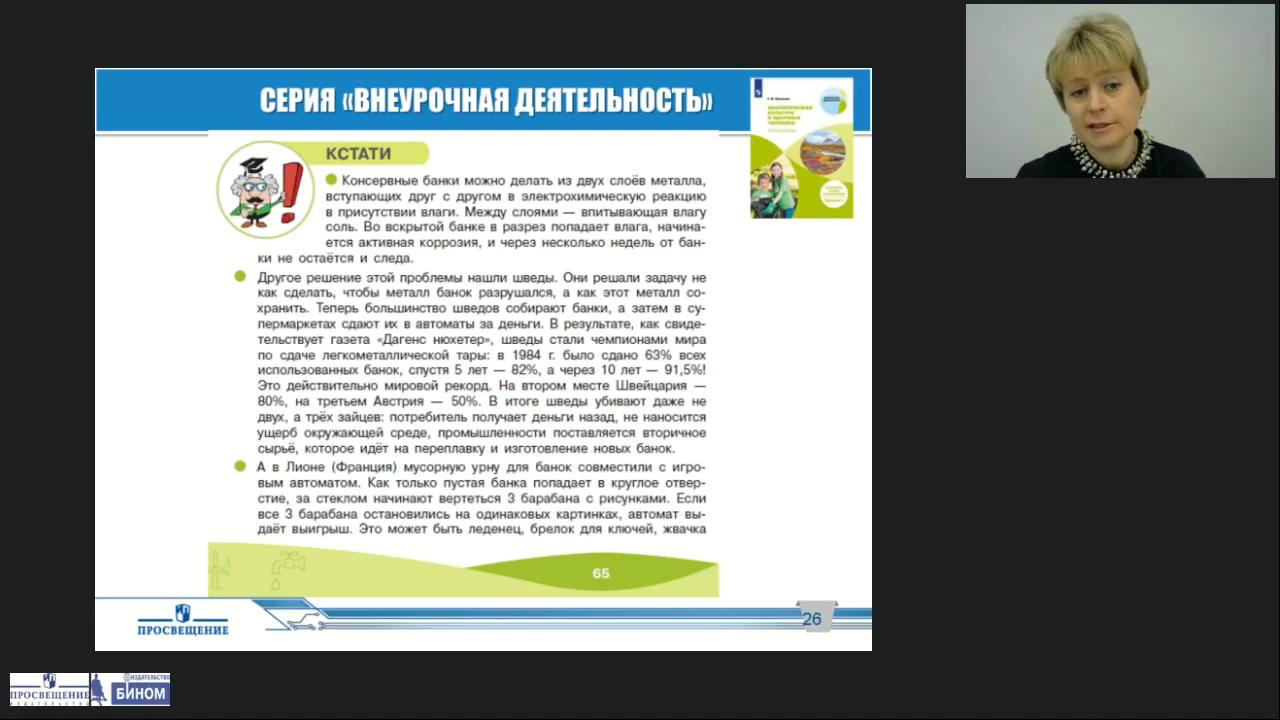 СЕРИЯ «ВНЕУРОЧНАЯ ДЕЯТЕЛЬНОСТЬ»
ЭКОЛОГИЧЕСКАЯ
КУЛЬТУРА
И ЗДОРОВЬЕ
ЧЕЛОВЕКА
КСТАТИ
Консервные банки можно делать из двух слоёв металла,
вступающих друг с другом в электрохимическую реакцию
в присутствии влаги. Между слоями — впитывающая влагу
соль. Во вскрытой банке в разрез попадает влага, начина-
ется активная коррозия, и через несколько недель от бан-
ки не остаётся и следа.
Другое решение этой проблемы нашли шведы. Они решали задачу не
как сделать, чтобы металл банок разрушался, а как этот металл со-
хранить. Теперь большинство шведов собирают банки, а затем в су-
пермаркетах сдают их в автоматы за деньги. В результате, как свиде-
тельствует газета «Дагенс нюхетер», шведы стали чемпионами мира
по сдаче легкометаллической тары: в 1984 г. было сдано 63% всех
использованных банок, спустя 5 лет — 82%, а через 10 лет — 91,5%!
Это действительно мировой рекорд. На втором месте Швейцария —
80%, на третьем Австрия — 50%. В итоге шведы убивают даже не
двух, а трёх зайцев: потребитель получает деньги назад, не наносится
ущерб окружающей среде, промышленности поставляется вторичное
сырьё, которое идёт на переплавку и изготовление новых банок.
А в Лионе (Франция) мусорную урну для банок совместили с игро-
вым автоматом. Как только пустая банка попадает в круглое отвер-
стие, за стеклом начинают вертеться 3 барабана с рисунками. Если
все 3 барабана остановились на одинаковых картинках, автомат вы-
даёт выигрыш. Это может быть леденец, брелок для ключей, жвачка
65
ПРОСВЕЩЕНИЕ
26
ПРОСВЕЩЕНИЕ
ИЗДАТЕЛЬСТВО
ИЗДАТЕЛЬСТВО
БИНОМ